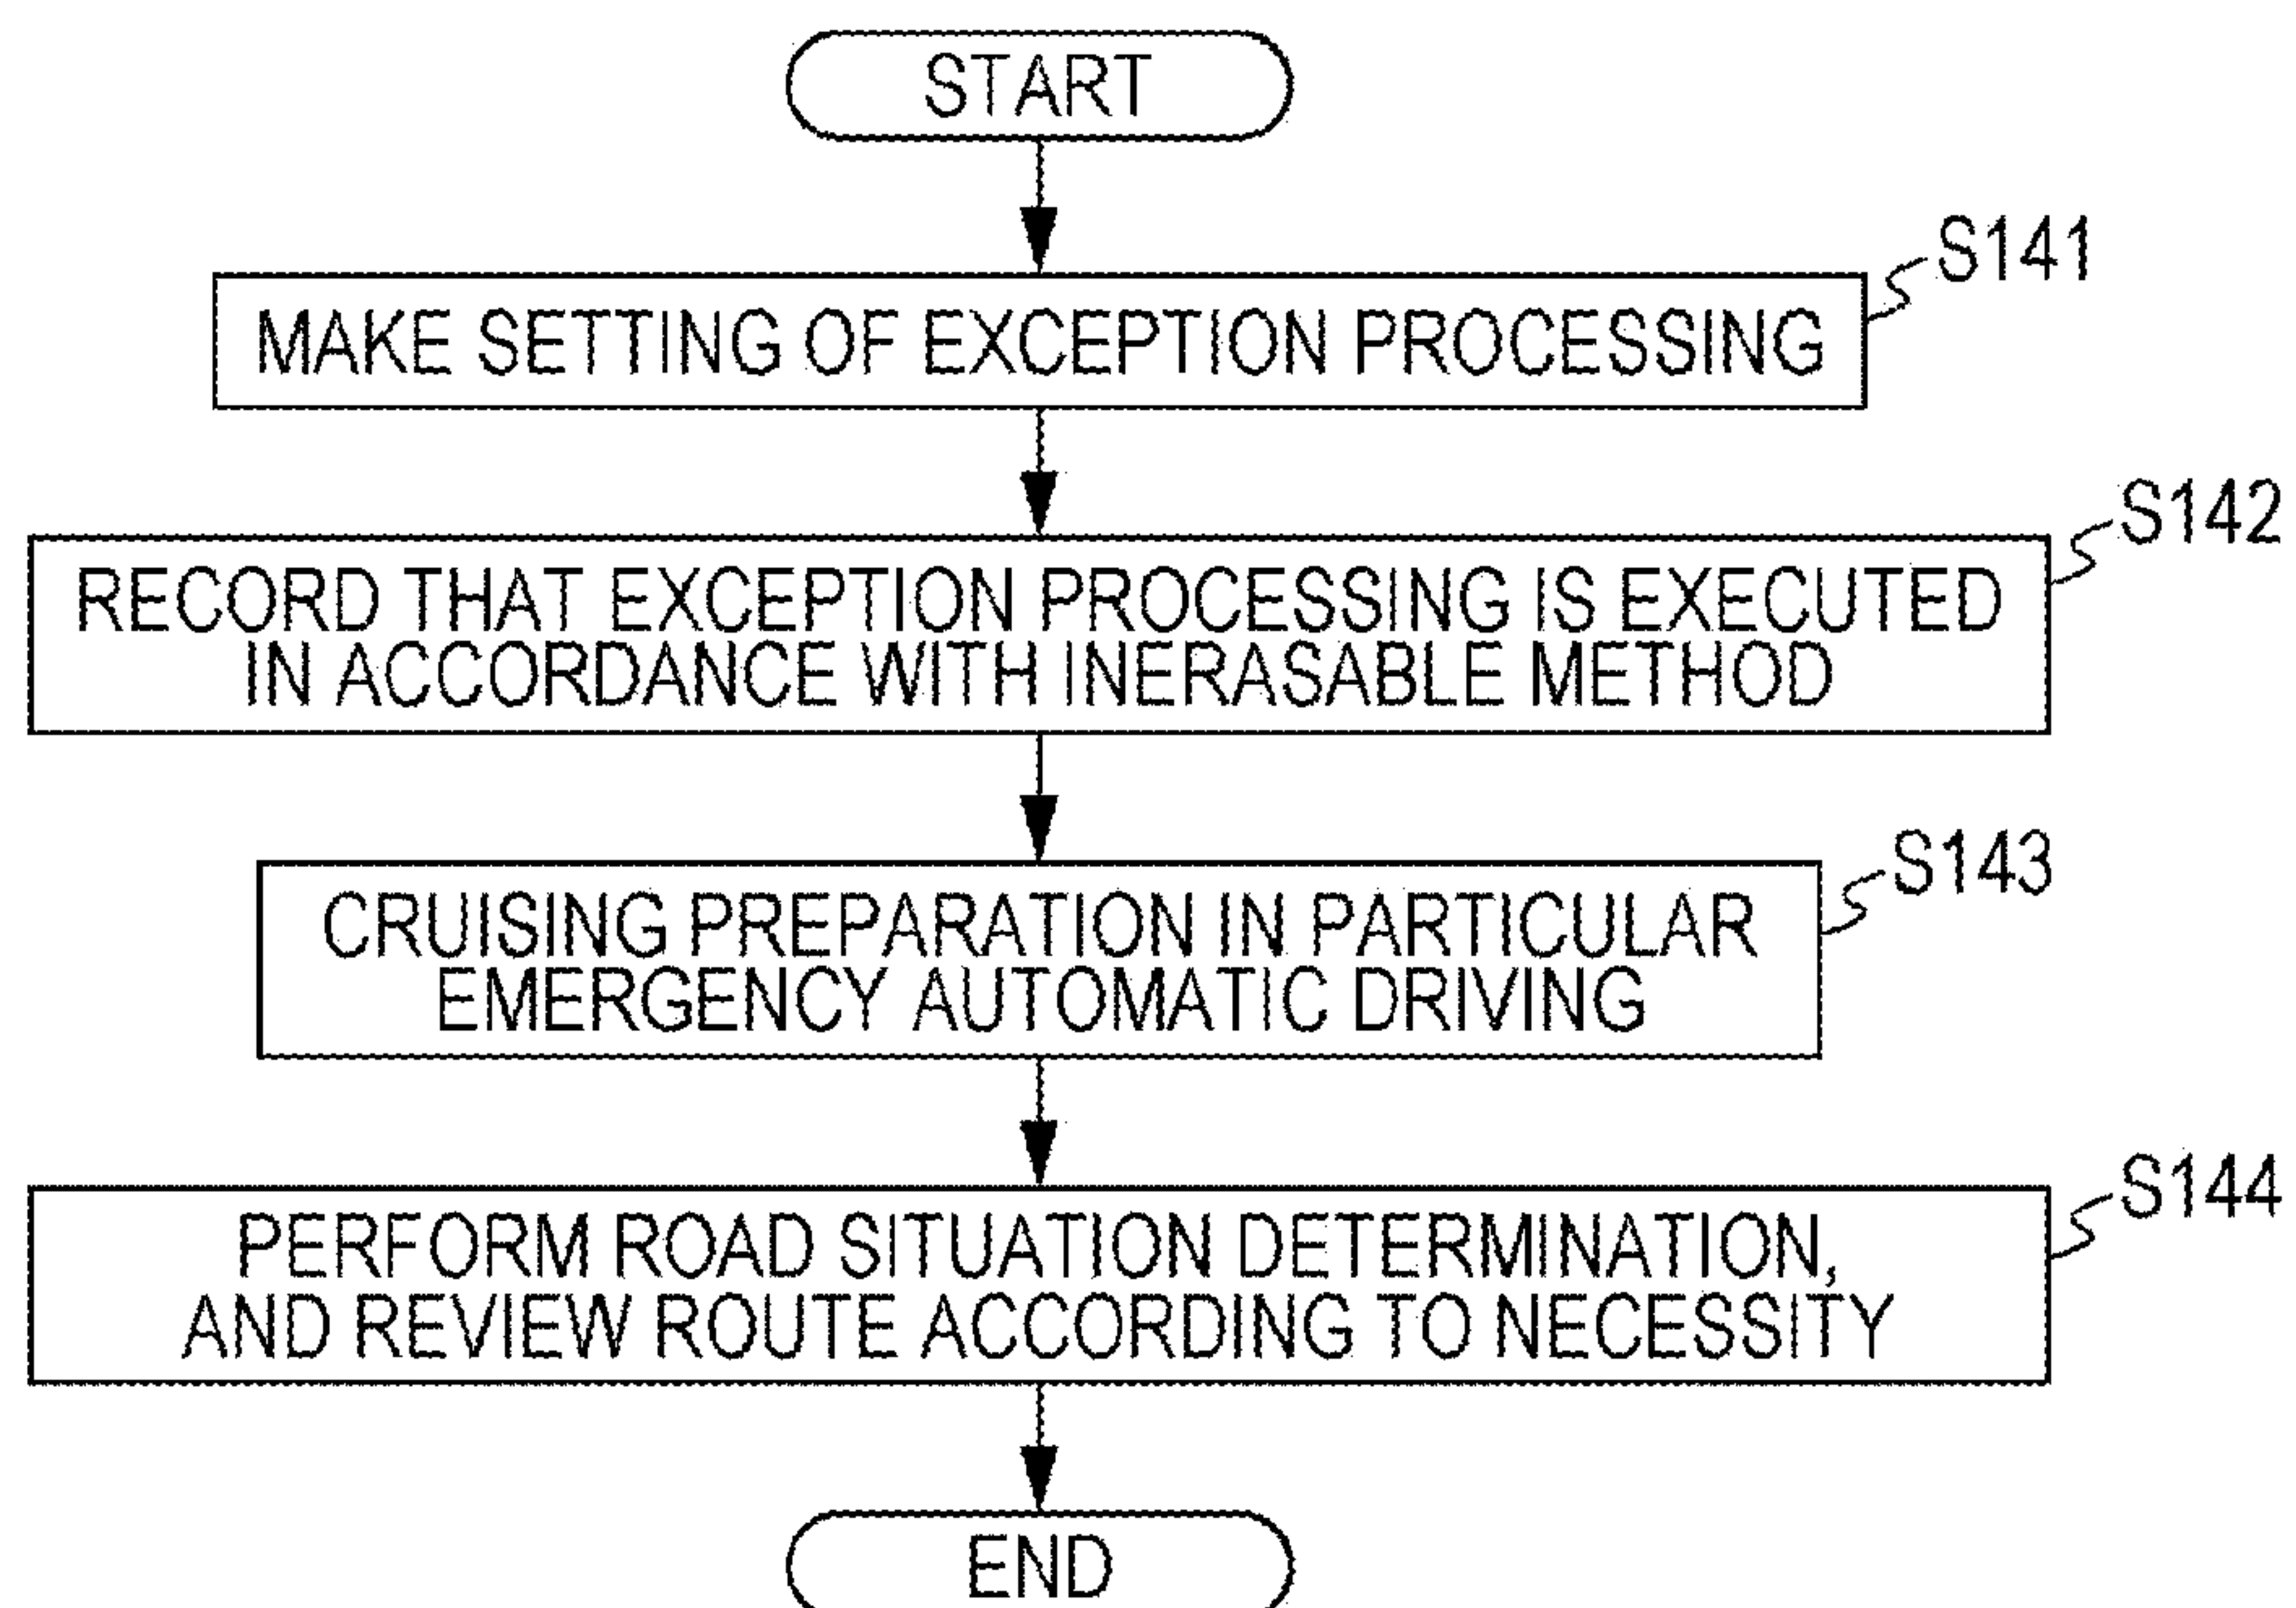 START
S141
MAKE SETTING OF EXCEPTION PROCESSING
S142
RECORD THAT EXCEPTION PROCESSING IS EXECUTED
IN ACCORDANCE WITH INERASABLE METHOD
S143
CRUISING PREPARATION IN PARTICULAR
EMERGENCY AUTOMATIC DRIVING
S144
PERFORM ROAD SITUATION DETERMINATION,
AND REVIEW ROUTE ACCORDING TO NECESSITY
END